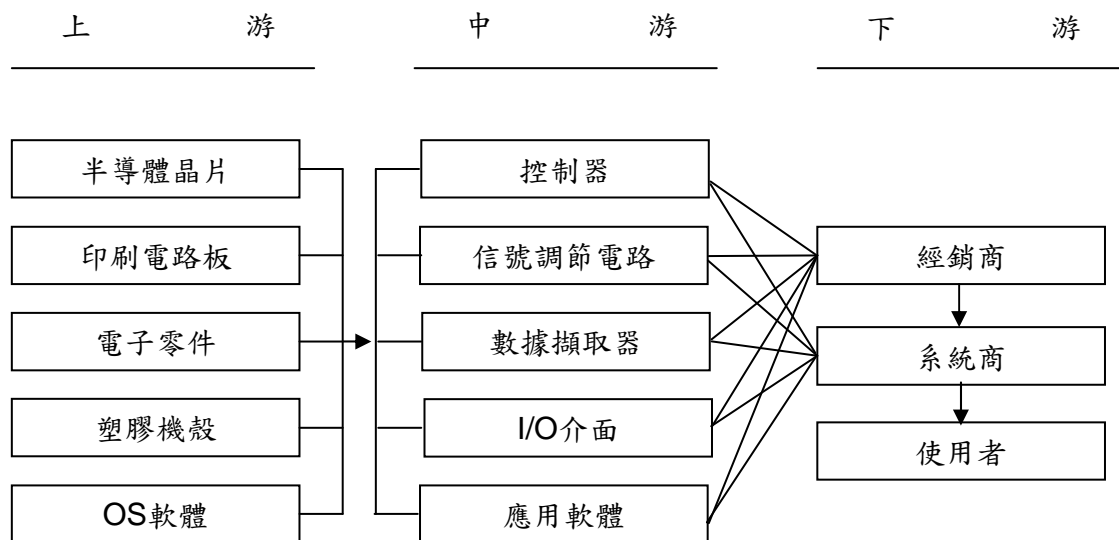 上 游
中 游
下 游
半導體晶片
印刷電路板
電子零件
塑膠機殼
OS軟體
控制器
信號調節電路
數據擷取器
I/O介面
應用軟體
經銷商
系統商
使用者